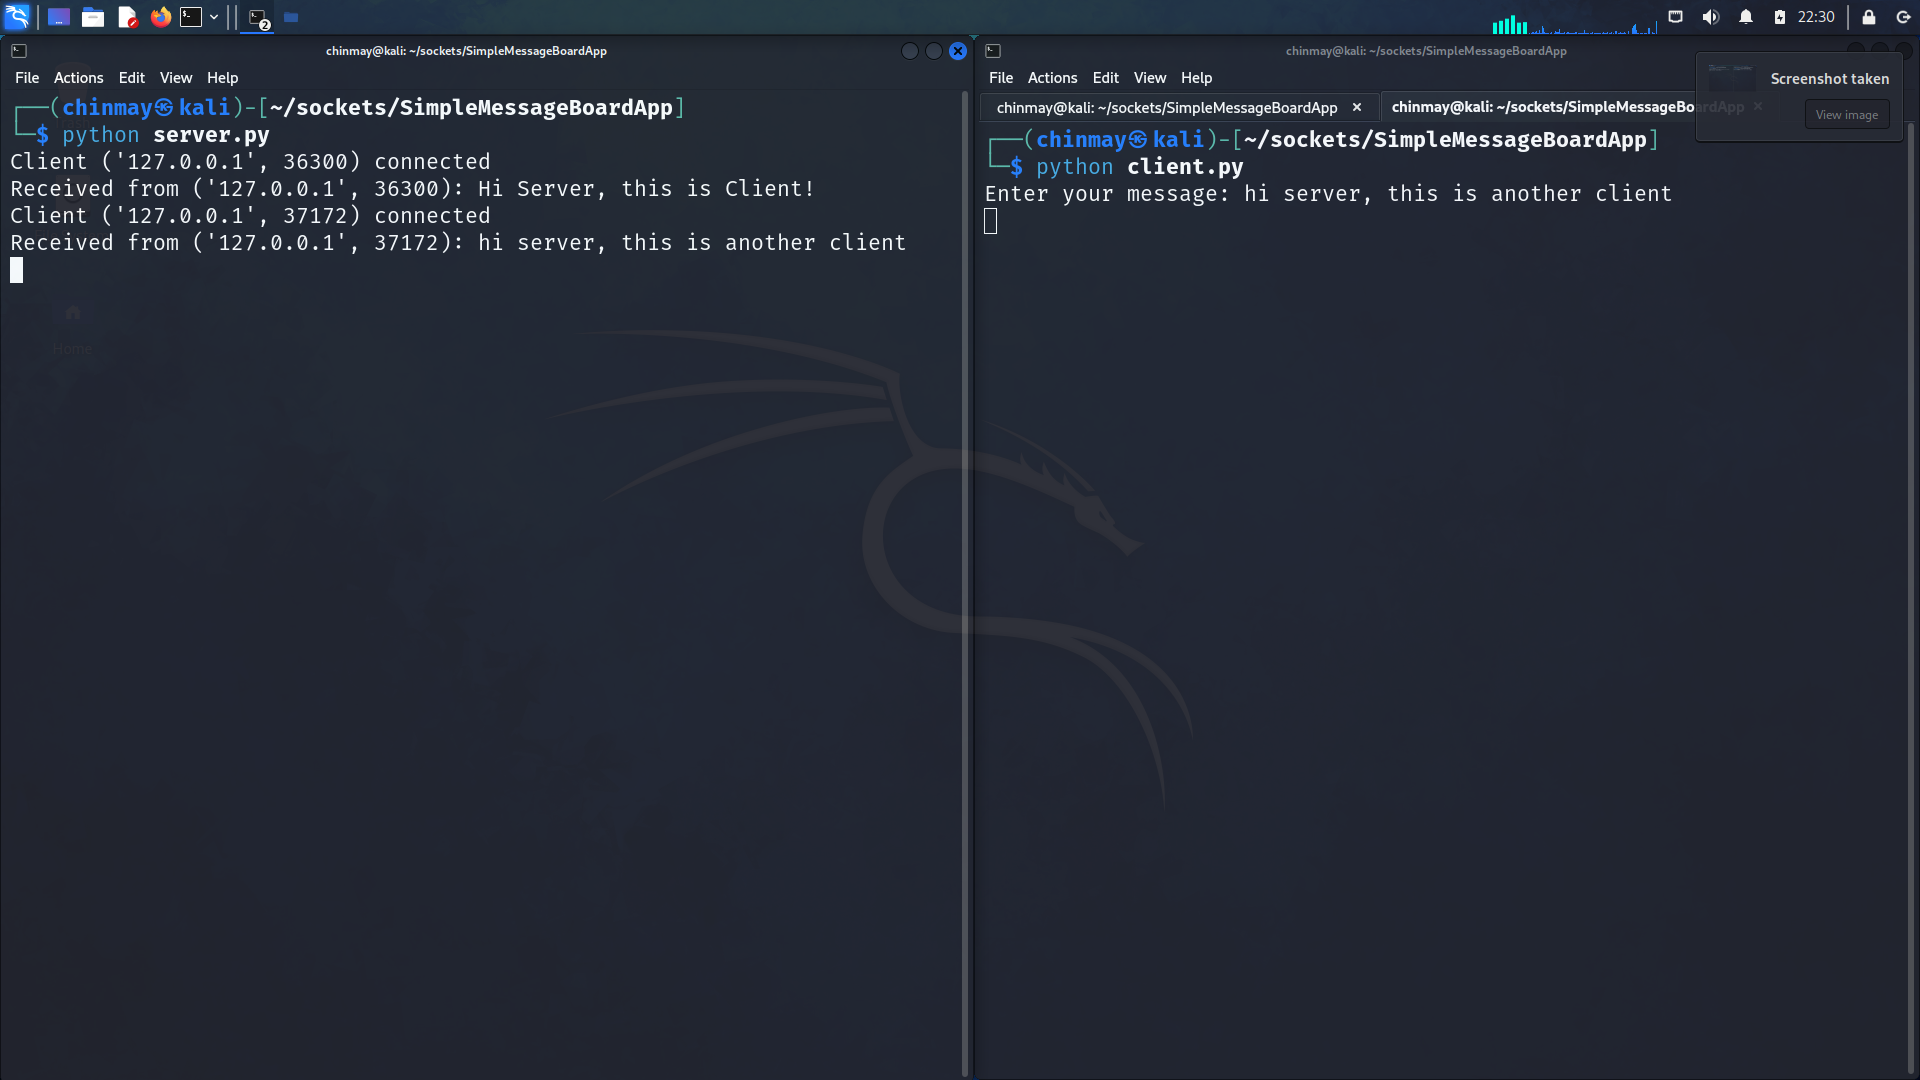 2
22:30
chinmay@kali: ~/sockets/SimpleMessageBoardApp
File Actions Edit View Help
┌──(chinmay㉿kali)-[~/sockets/SimpleMessageBoardApp]
└─$ python server.py
Client ('127.0.0.1', 36300) connected
Received from ('127.0.0.1', 36300): Hi Server, this is Client!
Client ('127.0.0.1', 37172) connected
Received from ('127.0.0.1', 37172): hi server, this is another client
Home
chinmay@kali: ~/sockets/SimpleMessageBoardApp
File Actions Edit View Help
chinmay@kali: ~/sockets/SimpleMessageBoardApp
chinmay@kali: ~/sockets/SimpleMessageBoardApp
┌──(chinmay㉿kali)-[~/sockets/SimpleMessageBoardApp]
└─$ python client.py
Enter your message: hi server, this is another client
Screenshot taken
View image